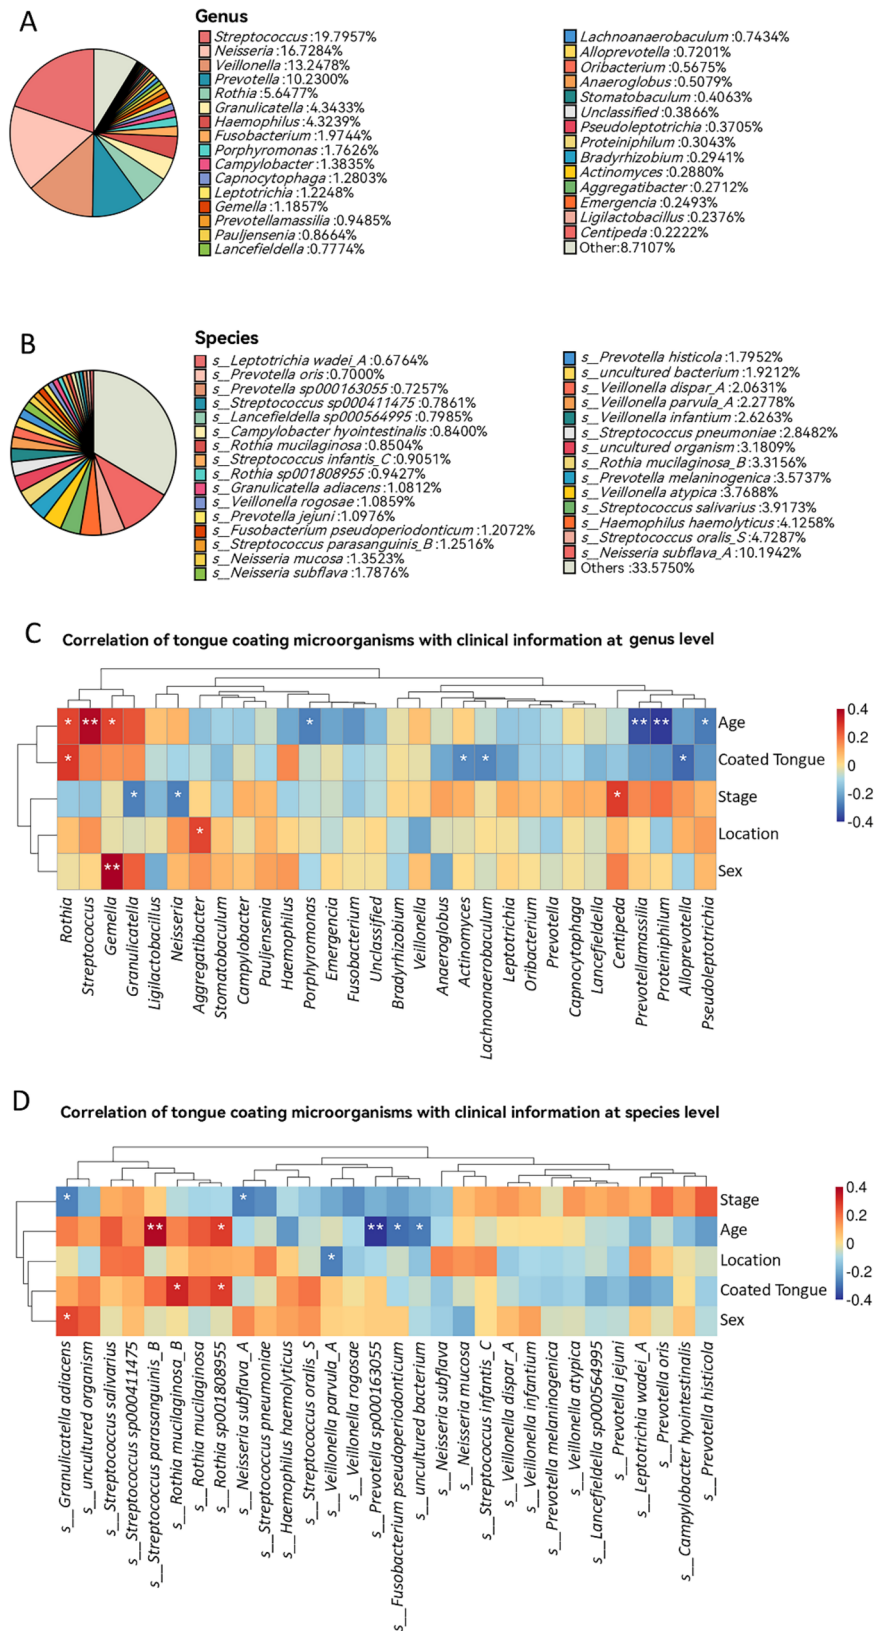 A
Genus
Streptococcus :19.7957%
Neisseria :16.7284%
Veillonella :13.2478%
Prevotella :10.2300%
Rothia :5.6477%
Granulicatella :4.3433%
Haemophilus :4.3239%
Fusobacterium :1.9744%
Porphyromonas :1.7626%
Campylobacter :1.3835%
Capnocytophaga :1.2803%
Leptotrichia :1.2248%
Gemella :1.1857%
Prevotellamassilia :0.9485%
Pauljensenia :0.8664%
Lancefieldella :0.7774%
Lachnoanaerobaculum :0.7434%
Alloprevotella :0.7201%
Oribacterium :0.5675%
Anaeroglobus :0.5079%
Stomatobaculum :0.4063%
Unclassified :0.3866%
Pseudoleptotrichia :0.3705%
Proteiniphilum :0.3043%
Bradyrhizobium :0.2941%
Actinomyces :0.2880%
Aggregatibacter :0.2712%
Emergencia :0.2493%
Ligilactobacillus :0.2376%
Centipeda :0.2222%
Other:8.7107%
B
Species
s__Leptotrichia wadei_A :0.6764%
s__Prevotella oris :0.7000%
s__Prevotella sp000163055 :0.7257%
s__Streptococcus sp000411475 :0.7861%
s__Lancefieldella sp000564995 :0.7985%
s__Campylobacter hyointestinalis :0.8400%
s__Rothia mucilaginosa :0.8504%
s__Streptococcus infantis_C :0.9051%
s__Rothia sp001808955 :0.9427%
s__Granulicatella adiacens :1.0812%
s__Veillonella rogosae :1.0859%
s__Prevotella jejuni :1.0976%
s__Fusobacterium pseudoperiodonticum :1.2072%
s__Streptococcus parasanguinis_B :1.2516%
s__Neisseria mucosa :1.3523%
s__Neisseria subflava :1.7876%
s__Prevotella histicola :1.7952%
s__uncultured bacterium :1.9212%
s__Veillonella dispar_A :2.0631%
s__Veillonella parvula_A :2.2778%
s__Veillonella infantium :2.6263%
s__Streptococcus pneumoniae :2.8482%
s__uncultured organism :3.1809%
s__Rothia mucilaginosa_B :3.3156%
s__Prevotella melaninogenica :3.5737%
s__Veillonella atypica :3.7688%
s__Streptococcus salivarius :3.9173%
s__Haemophilus haemolyticus :4.1258%
s__Streptococcus oralis_S :4.7287%
s__Neisseria subflava_A :10.1942%
Others :33.5750%
C
Correlation of tongue coating microorganisms with clinical information at genus level
* ** * * ** ** * Age
* * * * Coated Tongue
* * * Stage
* Location
** Sex
0.4
0.2
0
-0.2
-0.4
Rothia
Streptococcus
Gemella
Granulicatella
Ligilactobacillus
Neisseria
Aggregatibacter
Stomatobaculum
Campylobacter
Pauljensenia
Haemophilus
Porphyromonas
Emergencia
Fusobacterium
Unclassified
Bradyrhizobium
Veillonella
Anaeroglobus
Actinomyces
Lachnoanaerobaculum
Leptotrichia
Oribacterium
Prevotella
Capnocytophaga
Lancefieldella
Centipeda
Prevotellamassilia
Proteiniphilum
Alloprevotella
Pseudoleptotrichia
D
Correlation of tongue coating microorganisms with clinical information at species level
* * Stage
** * ** * * Age
* Location
* * Coated Tongue
* Sex
0.4
0.2
0
-0.2
-0.4
s__Granulicatella adiacens
s__uncultured organism
s__Streptococcus salivarius
s__Streptococcus sp000411475
s__Streptococcus parasanguinis_B
s__Rothia mucilaginosa_B
s__Rothia mucilaginosa
s__Rothia sp001808955
s__Neisseria subflava_A
s__Streptococcus pneumoniae
s__Haemophilus haemolyticus
s__Streptococcus oralis_S
s__Veillonella parvula_A
s__Veillonella rogosae
s__Prevotella sp000163055
s__Fusobacterium pseudoperiodonticum
s__uncultured bacterium
s__Neisseria subflava
s__Neisseria mucosa
s__Streptococcus infantis_C
s__Veillonella dispar_A
s__Veillonella infantium
s__Prevotella melaninogenica
s__Veillonella atypica
s__Lancefieldella sp000564995
s__Prevotella jejuni
s__Leptotrichia wadei_A
s__Prevotella oris
s__Campylobacter hyointestinalis
s__Prevotella histicola